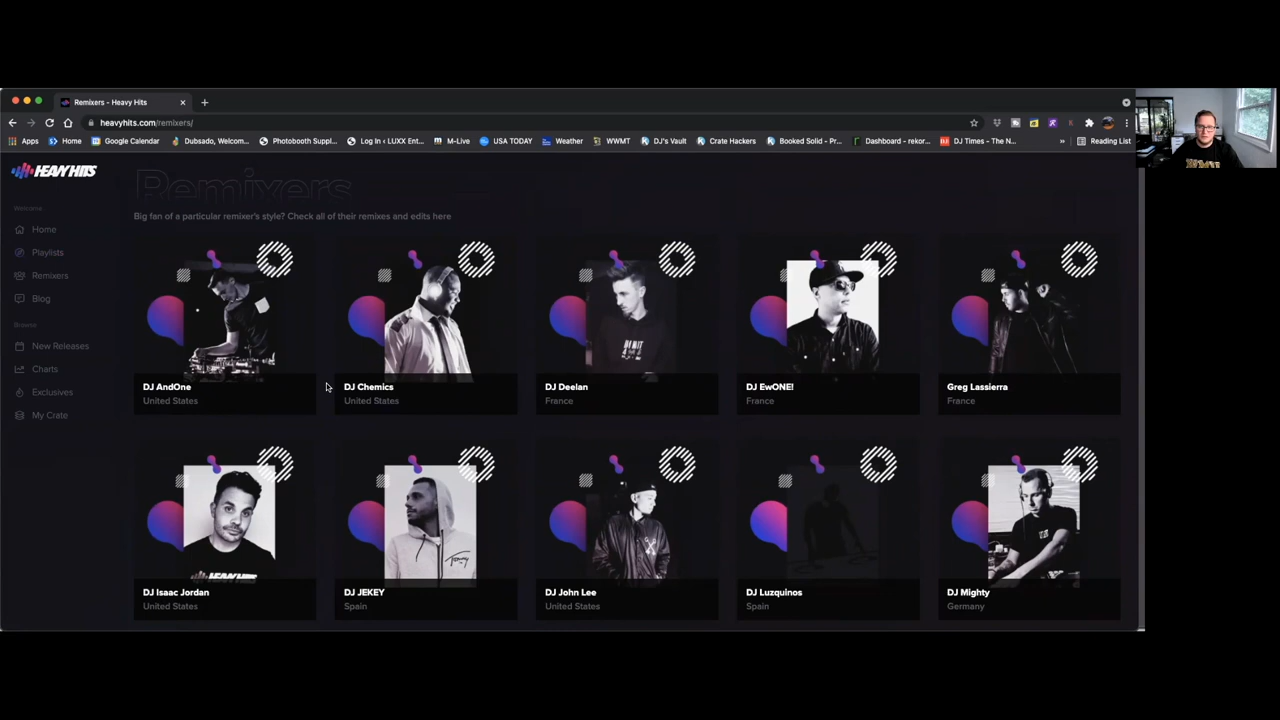 Remixers - Heavy Hits
heavyhits.com/remixers/
Apps Home Google Calendar Dubsado, Welcom... Photobooth Suppl... Log In ‹ LUXX Ent... M-Live USA TODAY Weather WWMT DJ's Vault Crate Hackers Booked Solid - Pr... Dashboard - rekor... DJ Times - The N... » Reading List
HEAVY HITS
Remixers
Big fan of a particular remixer's style? Check all of their remixes and edits here
Welcome
Home
Playlists
Remixers
Blog
Browse
New Releases
Charts
Exclusives
My Crate
DJ AndOne
United States
DJ Chemics
United States
DJ Deelan
France
DJ EwONE!
France
Greg Lassierra
France
DJ Isaac Jordan
United States
DJ JEKEY
Spain
DJ John Lee
United States
DJ Luzquinos
Spain
DJ Mighty
Germany